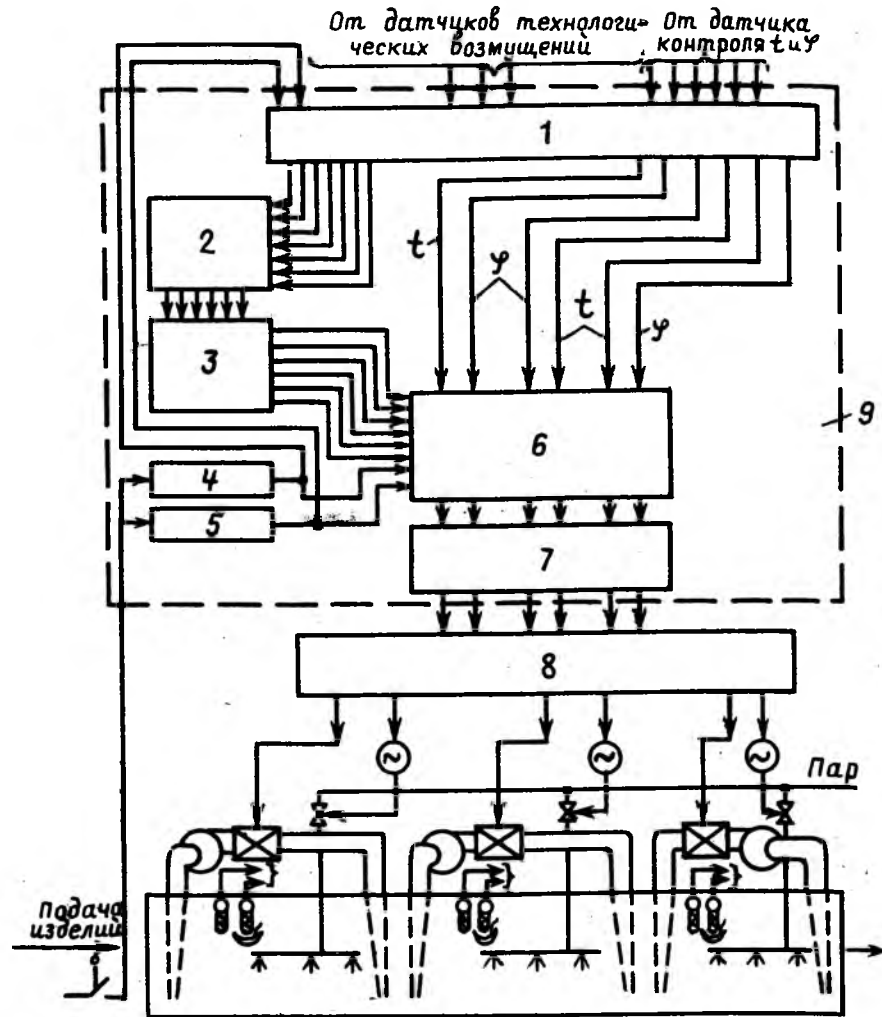 От датчиков технологи-
ческих возмищений
От датчика
контроля t и φ
1
2
t
φ
t
φ
3
9
6
4
5
7
8
Пар
Подача
изделий